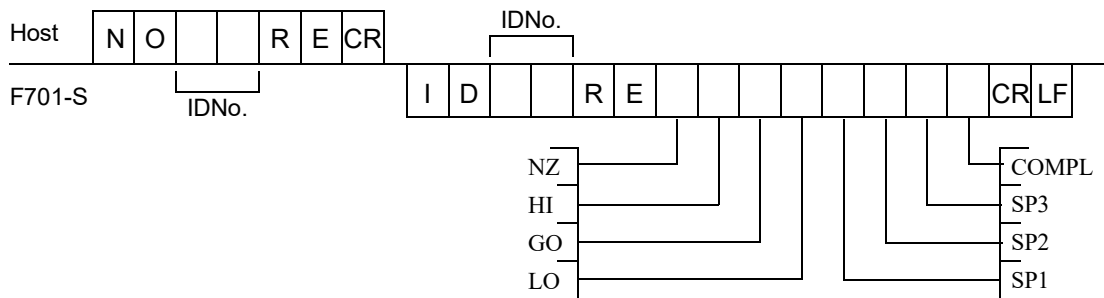 Host N O R E CR
IDNo.
F701-S
IDNo.
I D R E CR LF
NZ COMPL
HI SP3
GO SP2
LO SP1